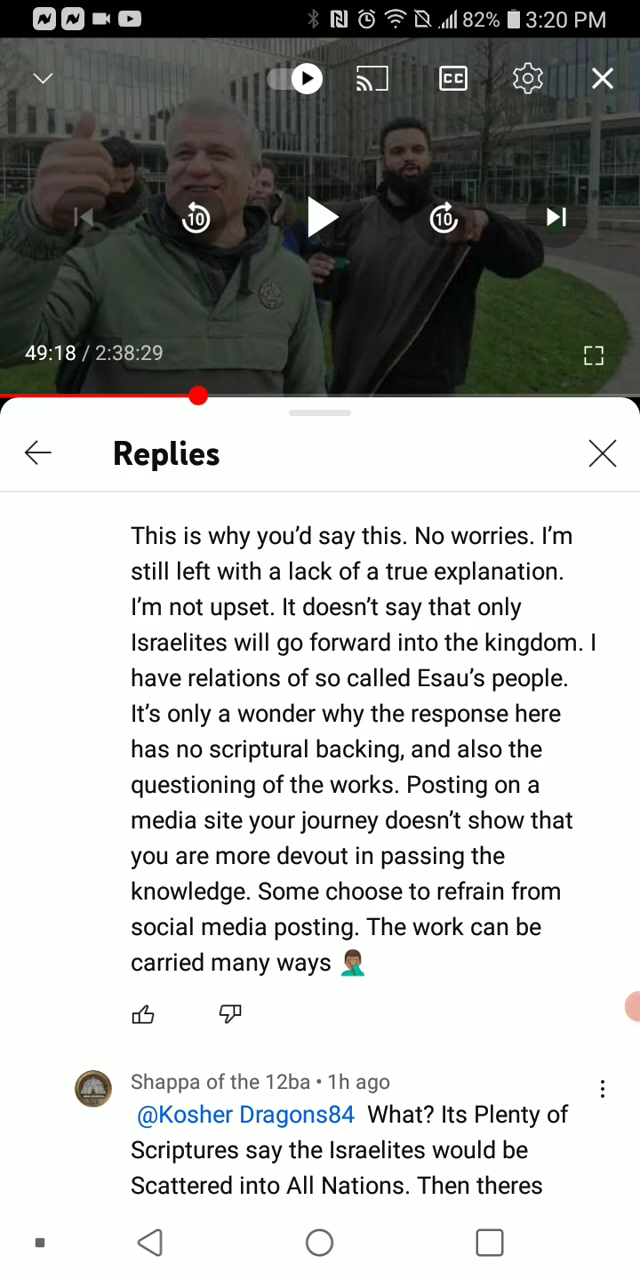 82% 3:20 PM
CC
10
10
49:18 / 2:38:29
Replies
This is why you’d say this. No worries. I’m
still left with a lack of a true explanation.
I’m not upset. It doesn’t say that only
Israelites will go forward into the kingdom. I
have relations of so called Esau’s people.
It’s only a wonder why the response here
has no scriptural backing, and also the
questioning of the works. Posting on a
media site your journey doesn’t show that
you are more devout in passing the
knowledge. Some choose to refrain from
social media posting. The work can be
carried many ways 🤦🏾‍♂️
Shappa of the 12ba • 1h ago
@Kosher Dragons84 What? Its Plenty of
Scriptures say the Israelites would be
Scattered into All Nations. Then theres